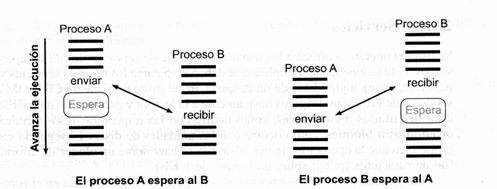 Proceso A
Proceso B
Avanza la ejecución
enviar
Espera
recibir
El proceso A espera al B
Proceso B
Proceso A
recibir
enviar
Espera
El proceso B espera al A